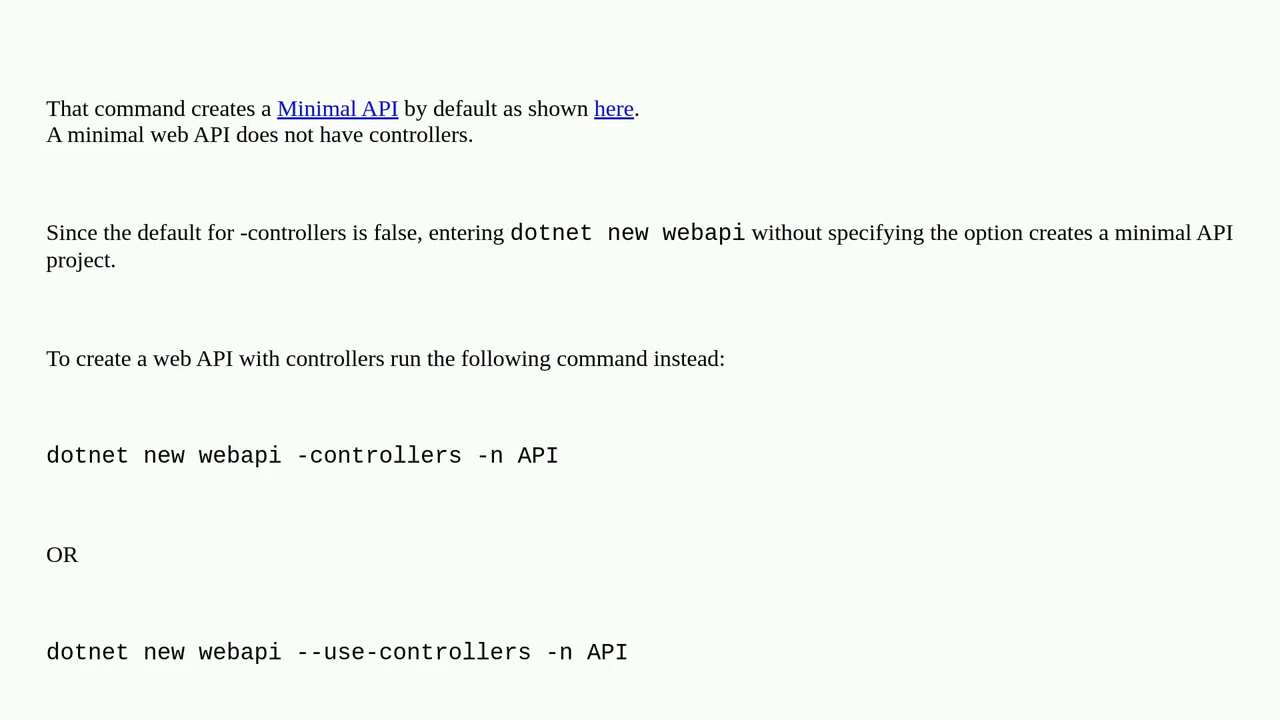 That command creates a Minimal API by default as shown here.
A minimal web API does not have controllers.
Since the default for -controllers is false, entering dotnet new webapi without specifying the option creates a minimal API
project.
To create a web API with controllers run the following command instead:
dotnet new webapi -controllers -n API
OR
dotnet new webapi --use-controllers -n API